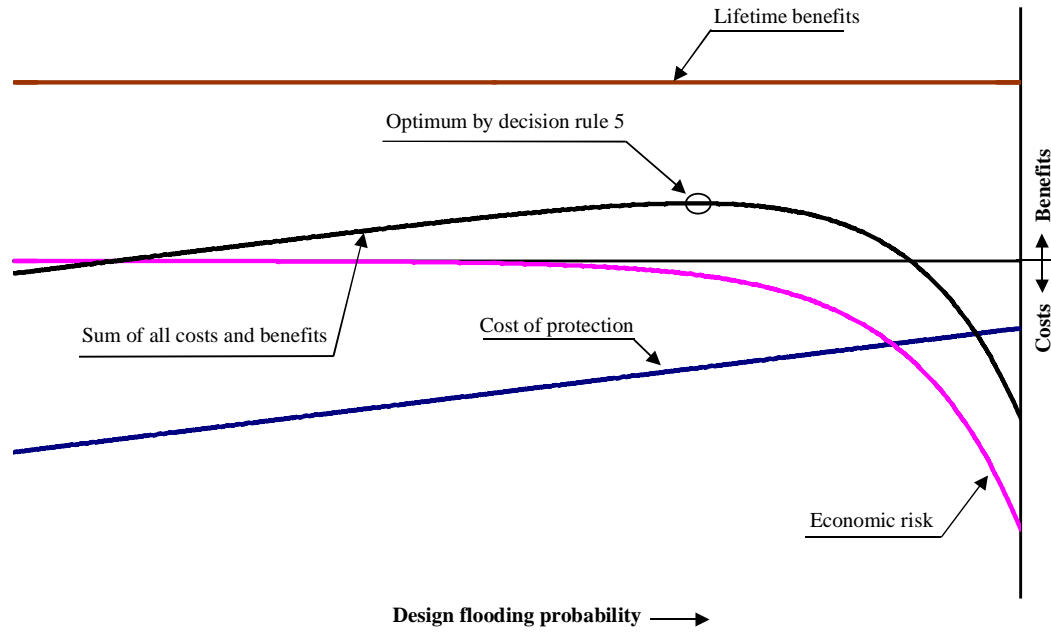 Lifetime benefits
Optimum by decision rule 5
Benefits
Sum of all costs and benefits
Cost of protection
Costs
Economic risk
Design flooding probability